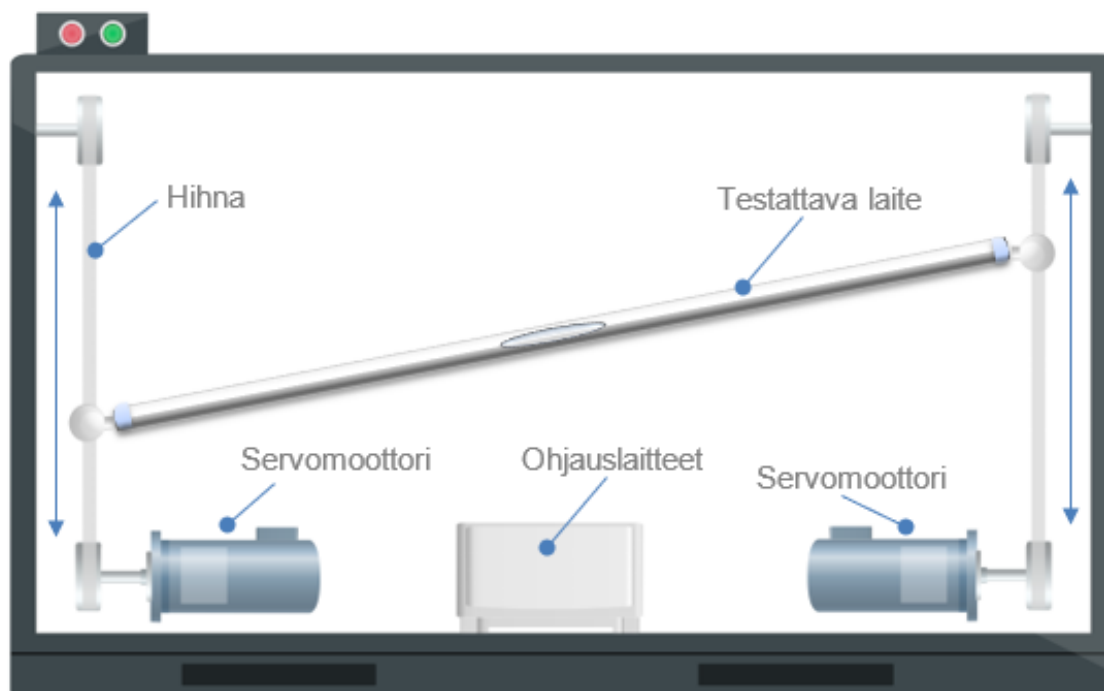 Hihna
Testattava laite
Servomoottori
Ohjauslaitteet
Servomoottori